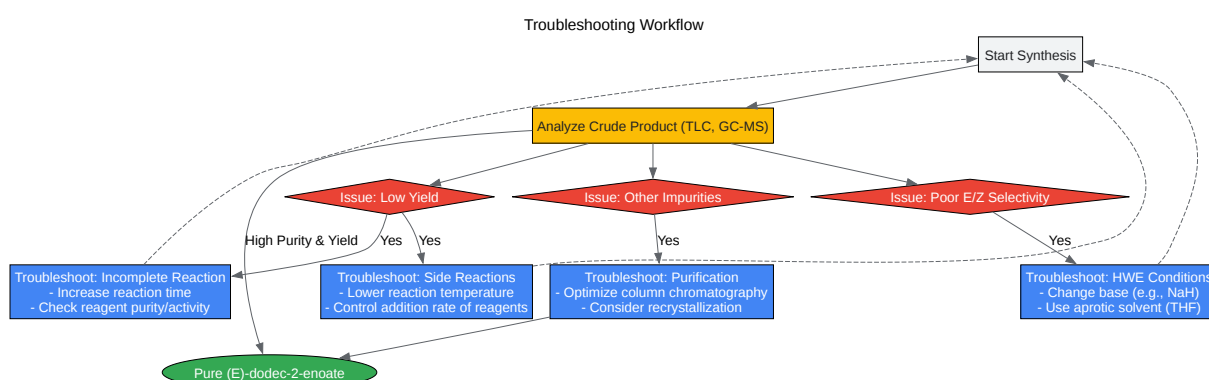 Troubleshooting Workflow
Start Synthesis
Analyze Crude Product (TLC, GC-MS)
Issue: Low Yield
Issue: Other Impurities
Issue: Poor E/Z Selectivity
High Purity & Yield
Yes
Yes
Yes
Yes
Troubleshoot: Incomplete Reaction
- Increase reaction time
- Check reagent purity/activity
Troubleshoot: Side Reactions
- Lower reaction temperature
- Control addition rate of reagents
Troubleshoot: Purification
- Optimize column chromatography
- Consider recrystallization
Troubleshoot: HWE Conditions
- Change base (e.g., NaH)
- Use aprotic solvent (THF)
Pure (E)-dodec-2-enoate